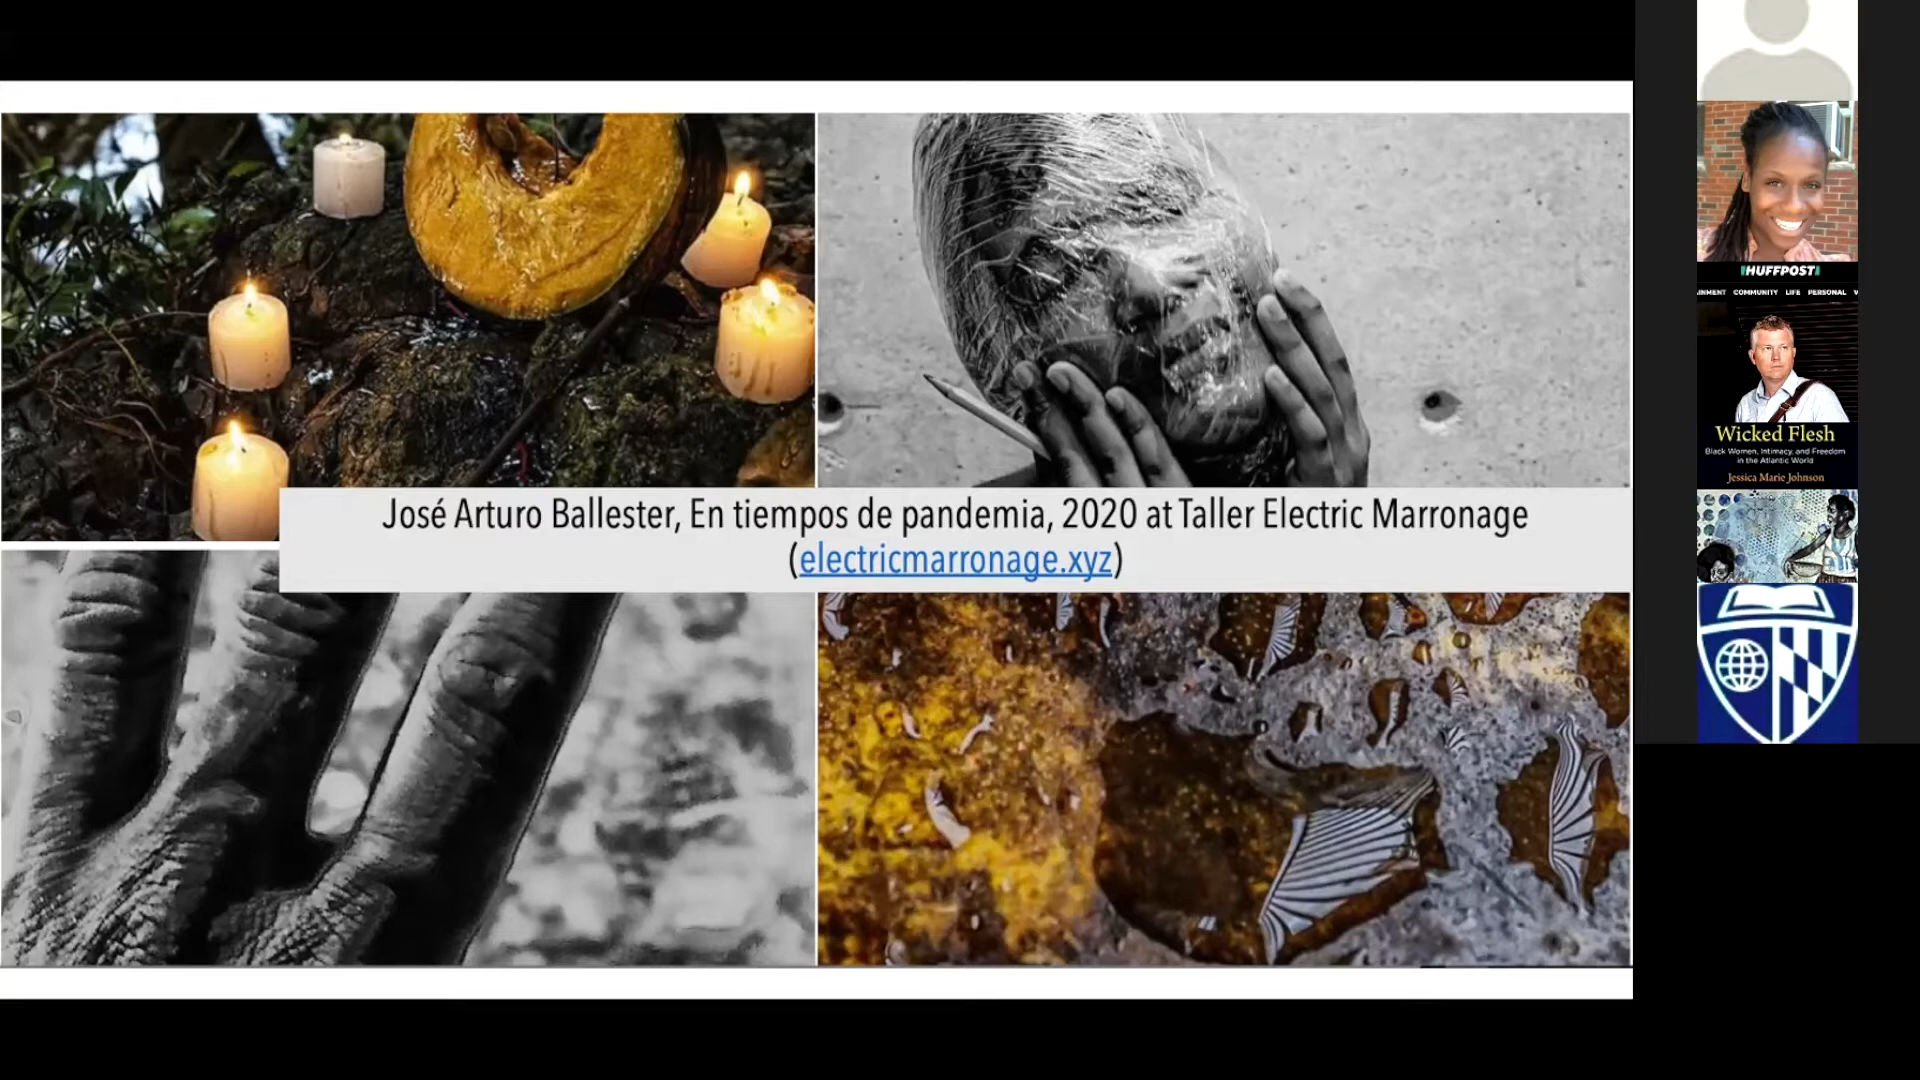 José Arturo Ballester, En tiempos de pandemia, 2020 at Taller Electric Marronage
(electricmarronage.xyz)
HUFFPOST
INMENT COMMUNITY LIFE PERSONAL V
Wicked Flesh
Black Women, Intimacy, and Freedom
in the Atlantic World
Jessica Marie Johnson